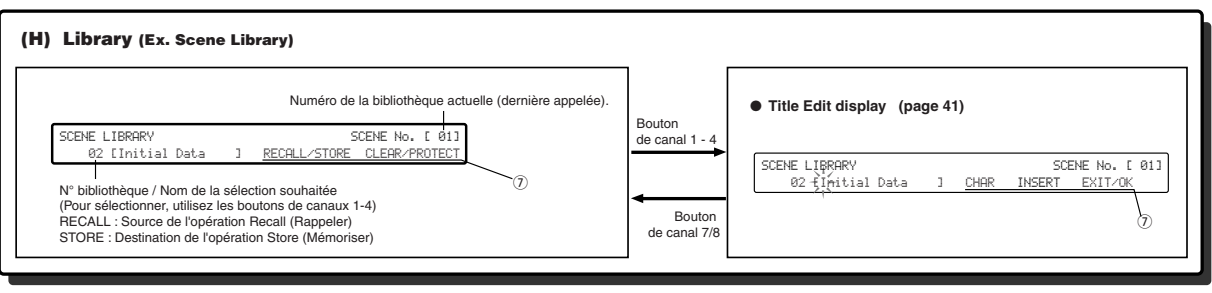 (H) Library (Ex. Scene Library)
Numéro de la bibliothèque actuelle (dernière appelée).
SCENE LIBRARY SCENE No. [ 01]
02 [Initial Data ] RECALL/STORE CLEAR/PROTECT
⑦
N° bibliothèque / Nom de la sélection souhaitée
(Pour sélectionner, utilisez les boutons de canaux 1-4)
RECALL : Source de l'opération Recall (Rappeler)
STORE : Destination de l'opération Store (Mémoriser)
Bouton
de canal 1 - 4
Bouton
de canal 7/8
● Title Edit display (page 41)
SCENE LIBRARY SCENE No. [ 01]
02 [Initial Data ] CHAR INSERT EXIT/OK
⑦